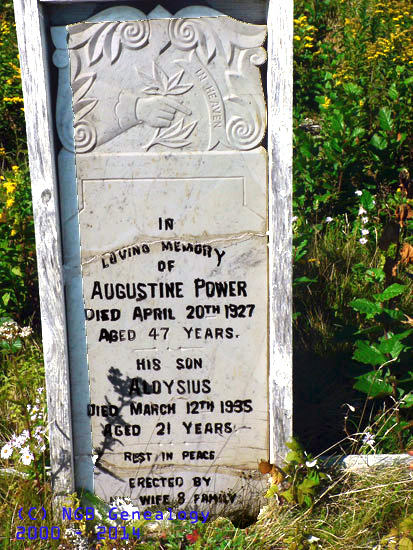 IN HEAVEN
IN
LOVING MEMORY
OF
AUGUSTINE POWER
DIED APRIL 20TH 1927
AGED 47 YEARS.
HIS SON
ALOYSIUS
DIED MARCH 12TH 1935
AGED 21 YEARS.
REST IN PEACE
ERECTED BY
WIFE & FAMILY
(C) NGB Genealogy
2000 - 2014